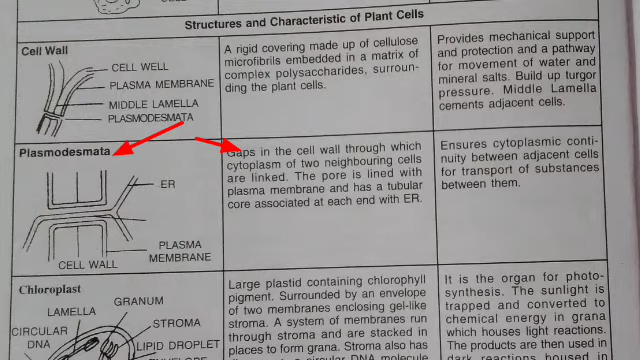 Structures and Characteristic of Plant Cells
Cell Wall
CELL WELL
PLASMA MEMBRANE
MIDDLE LAMELLA
PLASMODESMATA
A rigid covering made up of cellulose
microfibrils embedded in a matrix of
complex polysaccharides, surroun-
ding the plant cells.
Provides mechanical support
and protection and a pathway
for movement of water and
mineral salts. Build up turgor
pressure. Middle Lamella
cements adjacent cells.
Plasmodesmata
ER
PLASMA
MEMBRANE
CELL WALL
Gaps in the cell wall through which
cytoplasm of two neighbouring cells
are linked. The pore is lined with
plasma membrane and has a tubular
core associated at each end with ER.
Ensures cytoplasmic conti-
nuity between adjacent cells
for transport of substances
between them.
Chloroplast
GRANUM
LAMELLA
STROMA
CIRCULAR
DNA
LIPID DROPLET
Large plastid containing chlorophyll
pigment. Surrounded by an envelope
of two membranes enclosing gel-like
stroma. A system of membranes run
through stroma and are stacked in
places to form grana. Stroma also has
circular DNA molecule
It is the organ for photo-
synthesis. The sunlight is
trapped and converted to
chemical energy in grana
which houses light reactions.
The products are then used in
dark reactions housed in